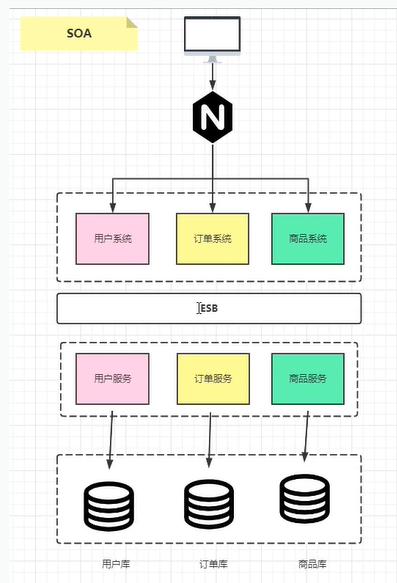 SOA
N
用户系统
订单系统
商品系统
ESB
用户服务
订单服务
商品服务
用户库
订单库
商品库